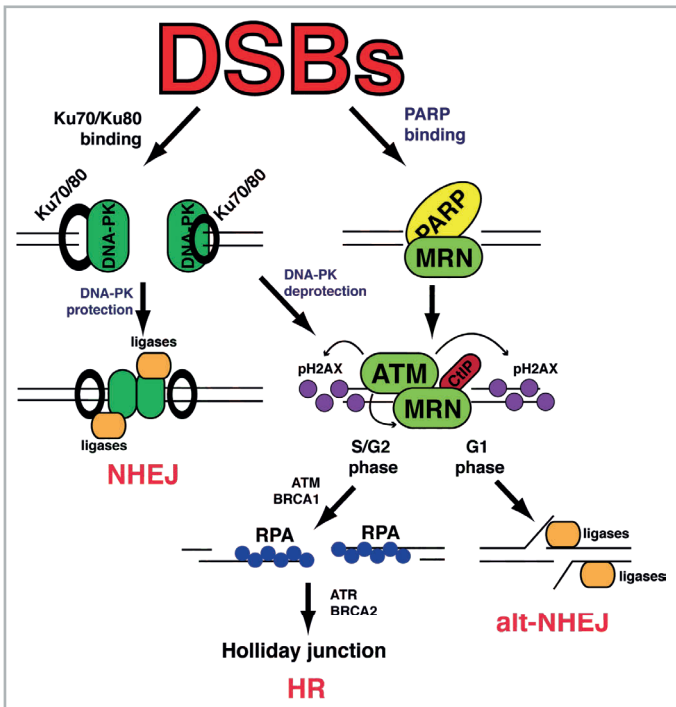 DSBs
Ku70/Ku80
binding
PARP
binding
Ku70/80
DNA-PK
DNA-PK
Ku70/80
PARP
MRN
DNA-PK
protection
DNA-PK
deprotection
ligases
ligases
NHEJ
pH2AX
ATM
CtIP
pH2AX
MRN
S/G2
phase
G1
phase
ATM
BRCA1
RPA
RPA
ligases
ligases
ATR
BRCA2
alt-NHEJ
Holliday junction
HR